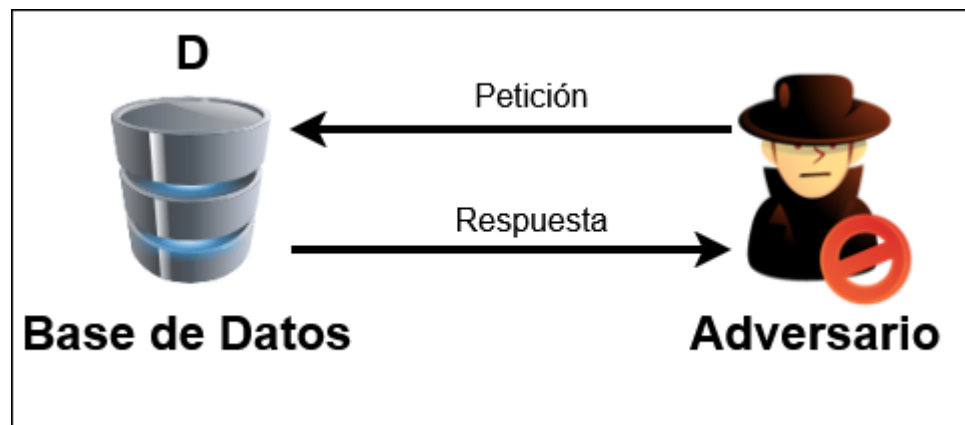 D
Petición
Respuesta
Base de Datos
Adversario